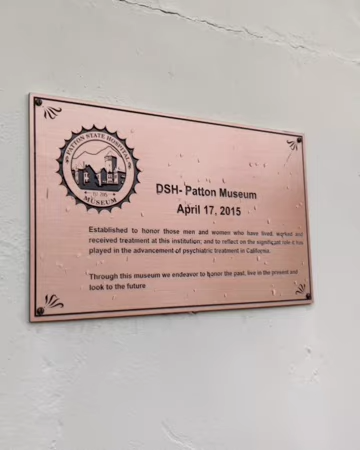 PATTON STATE HOSPITAL
MUSEUM
DSH- Patton Museum
April 17, 2015
Established to honor those men and women who have lived, worked and
received treatment at this institution; and to reflect on the significant role it has
played in the advancement of psychiatric treatment in California.
Through this museum we endeavor to honor the past, live in the present and
look to the future